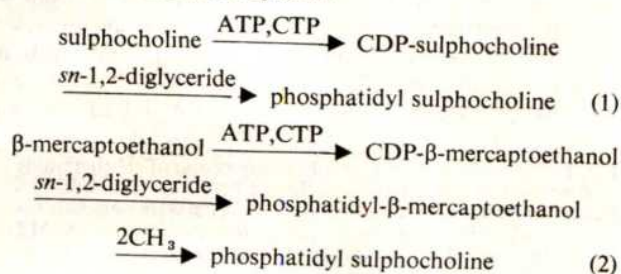 sulphocholine ATP,CTP CDP-sulphocholine
sn-1,2-diglyceride phosphatidyl sulphocholine (1)
β-mercaptoethanol ATP,CTP CDP-β-mercaptoethanol
sn-1,2-diglyceride phosphatidyl-β-mercaptoethanol
2CH₃ phosphatidyl sulphocholine (2)